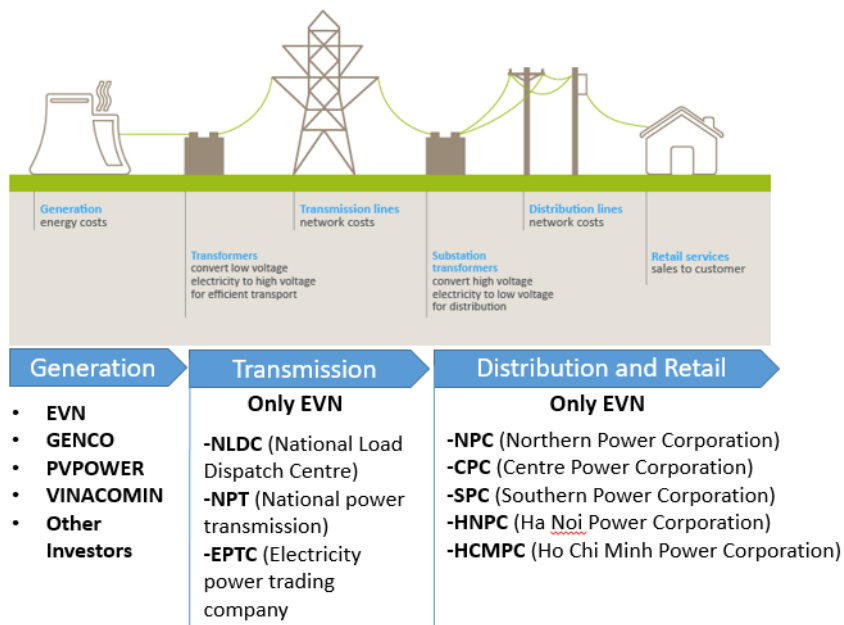 Generation
energy costs
Transmission lines
network costs
Distribution lines
network costs
Transformers
convert low voltage
electricity to high voltage
for efficient transport
Substation
transformers
convert high voltage
electricity to low voltage
for distribution
Retail services
sales to customer
Generation
Transmission
Distribution and Retail
• EVN
• GENCO
• PVPOWER
• VINACOMIN
• Other
Investors
Only EVN
-NLDC (National Load
Dispatch Centre)
-NPT (National power
transmission)
-EPTC (Electricity
power trading
company
Only EVN
-NPC (Northern Power Corporation)
-CPC (Centre Power Corporation)
-SPC (Southern Power Corporation)
-HNPC (Ha Noi Power Corporation)
-HCMPC (Ho Chi Minh Power Corporation)